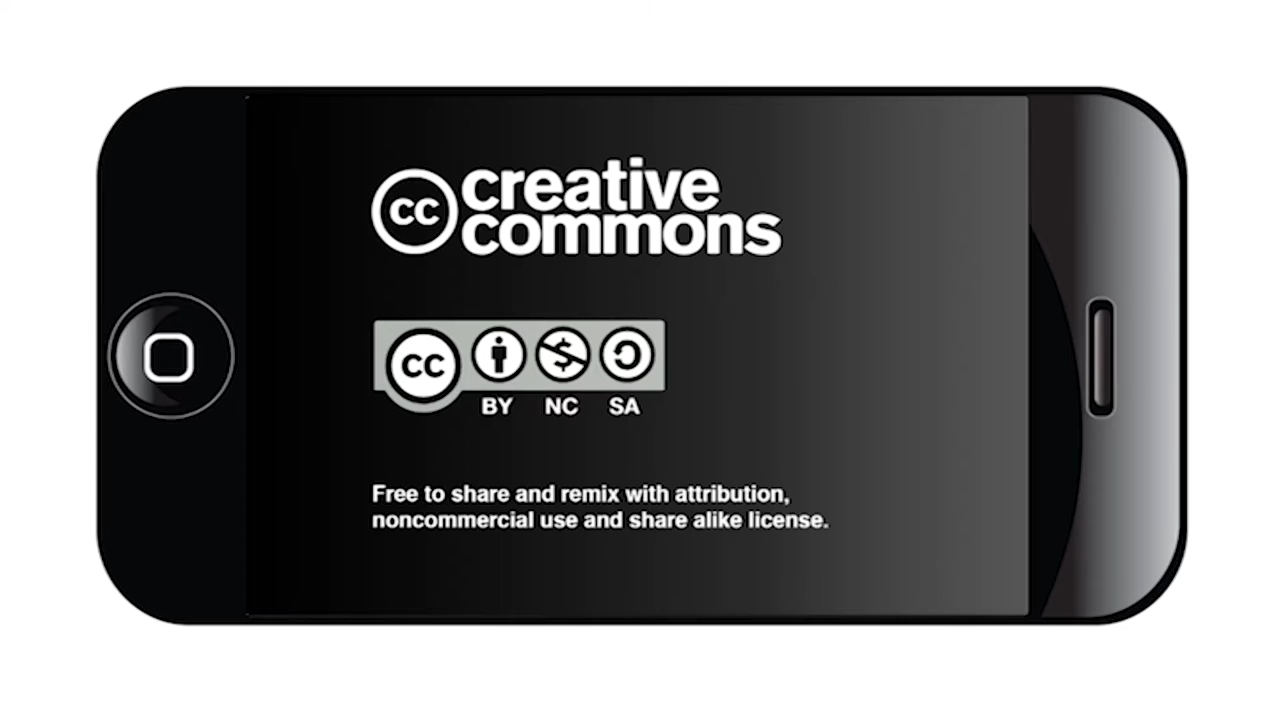 cc creative
commons
cc
BY NC SA
Free to share and remix with attribution,
noncommercial use and share alike license.